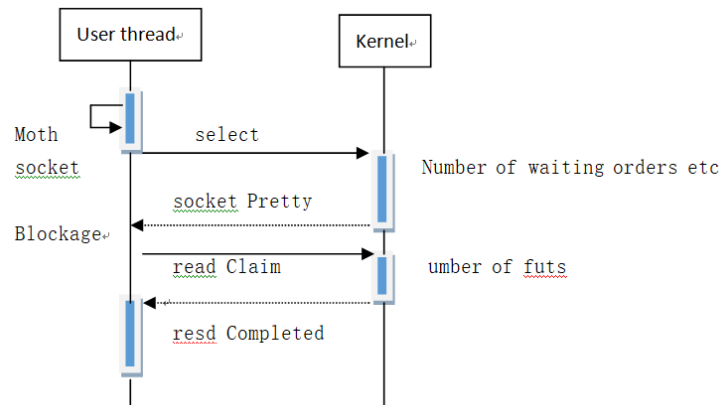 User thread
Kernel
Moth
socket
select
Number of waiting orders etc
socket Pretty
Blockage
read Claim
umber of futs
resd Completed